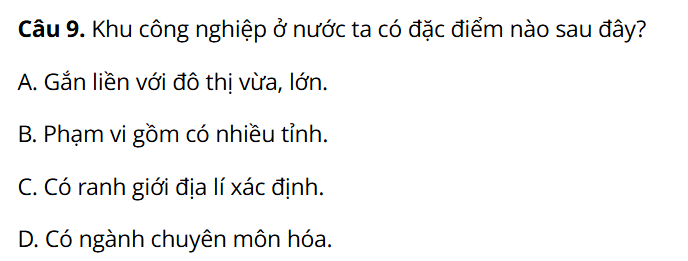 Câu 9. Khu công nghiệp ở nước ta có đặc điểm nào sau đây?
A. Gắn liền với đô thị vừa, lớn.
B. Phạm vi gồm có nhiều tỉnh.
C. Có ranh giới địa lí xác định.
D. Có ngành chuyên môn hóa.